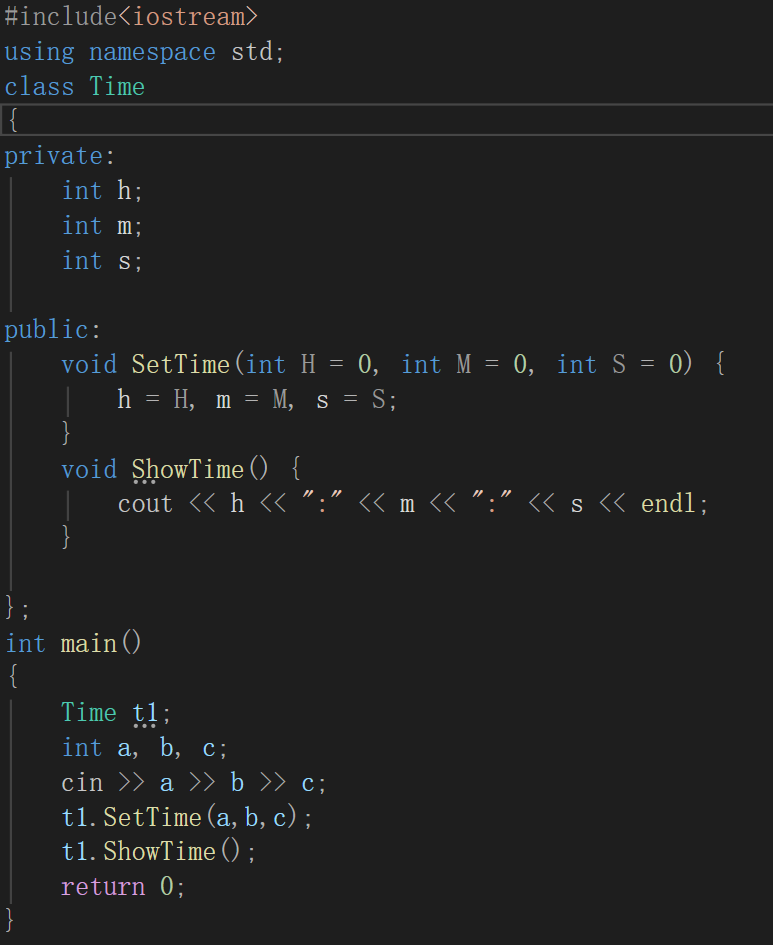 #include<iostream>
using namespace std;
class Time
{
private:
    int h;
    int m;
    int s;

public:
    void SetTime(int H = 0, int M = 0, int S = 0) {
        h = H, m = M, s = S;
    }
    void ShowTime() {
        cout << h << ":" << m << ":" << s << endl;
    }

};
int main()
{
    Time t1;
    int a, b, c;
    cin >> a >> b >> c;
    t1.SetTime(a,b,c);
    t1.ShowTime();
    return 0;
}